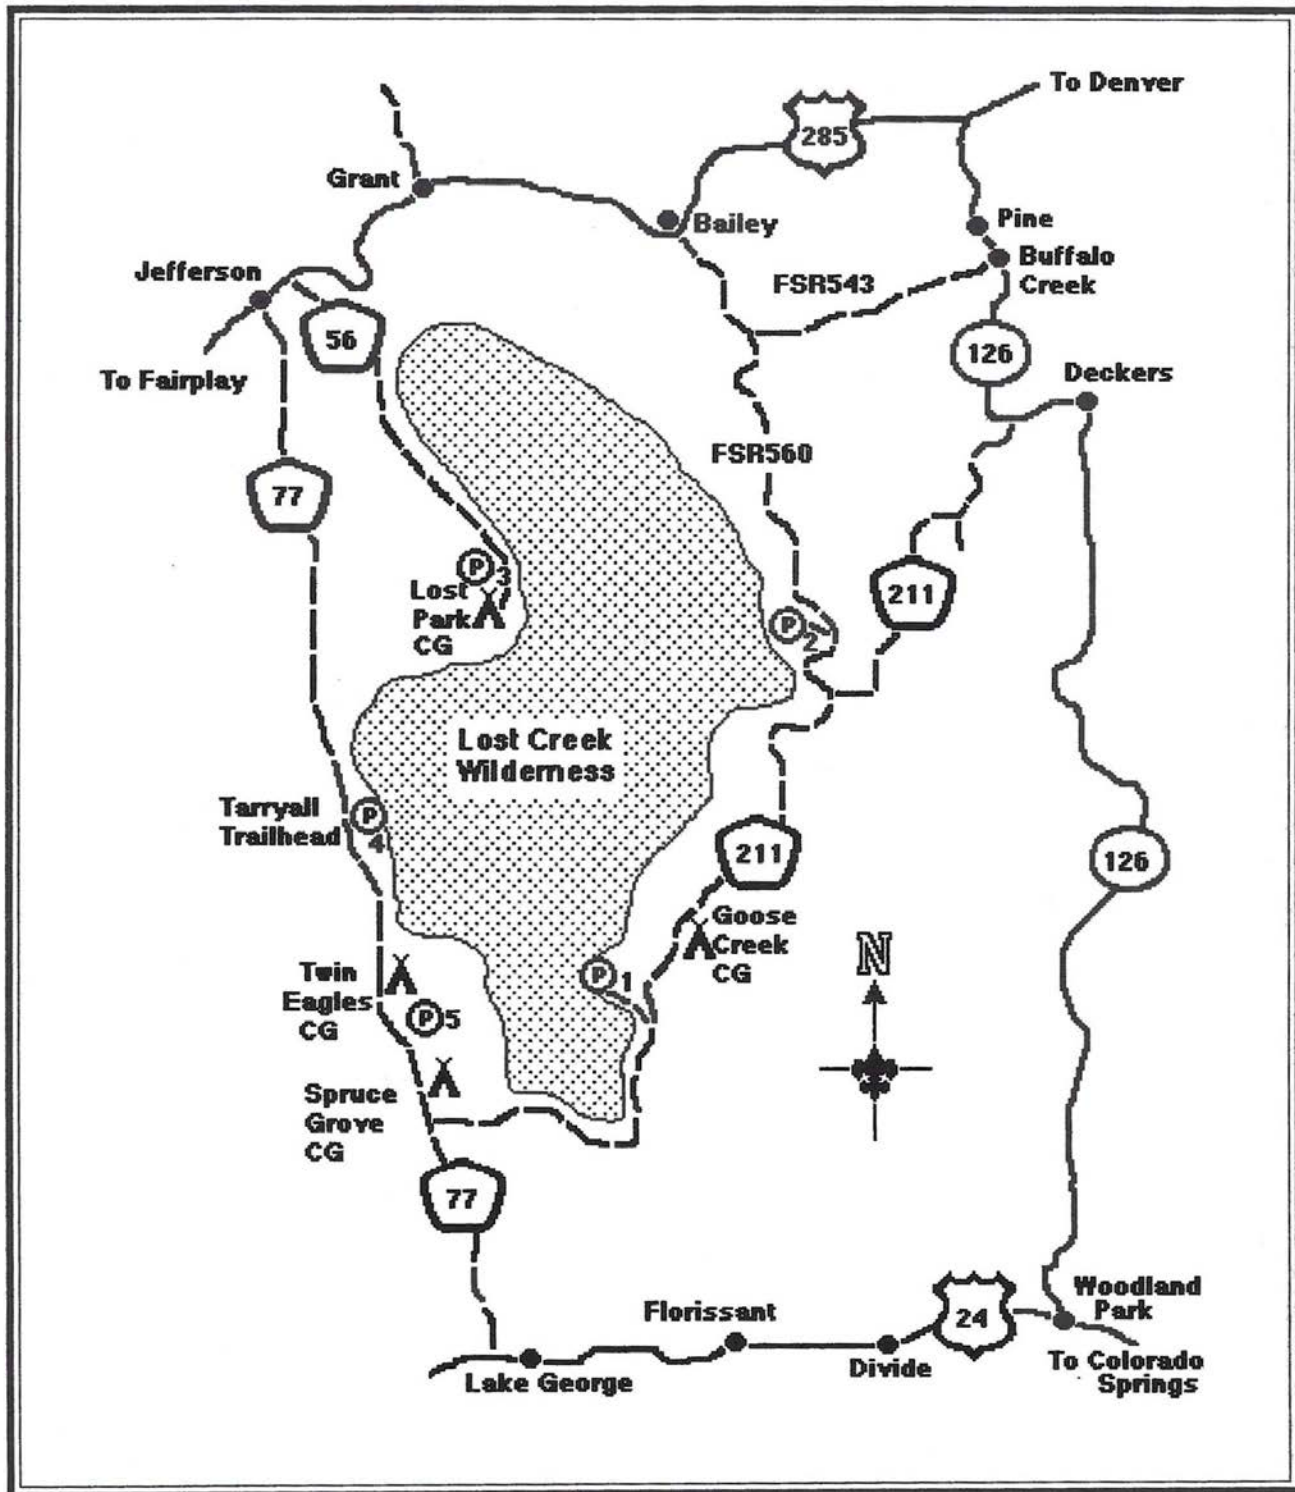 To Denver
285
Grant
Bailey
Pine
Buffalo
Creek
Jefferson
FSR543
56
126
To Fairplay
Deckers
FSR560
77
P
3
Lost
Park
CG
211
P
2
Lost Creek
Wilderness
Tarryall
Trailhead
P
4
211
126
Goose
Creek
CG
N
Twin
Eagles
CG
P
1
P
5
Spruce
Grove
CG
77
Florissant
24
Woodland
Park
Lake George
Divide
To Colorado
Springs